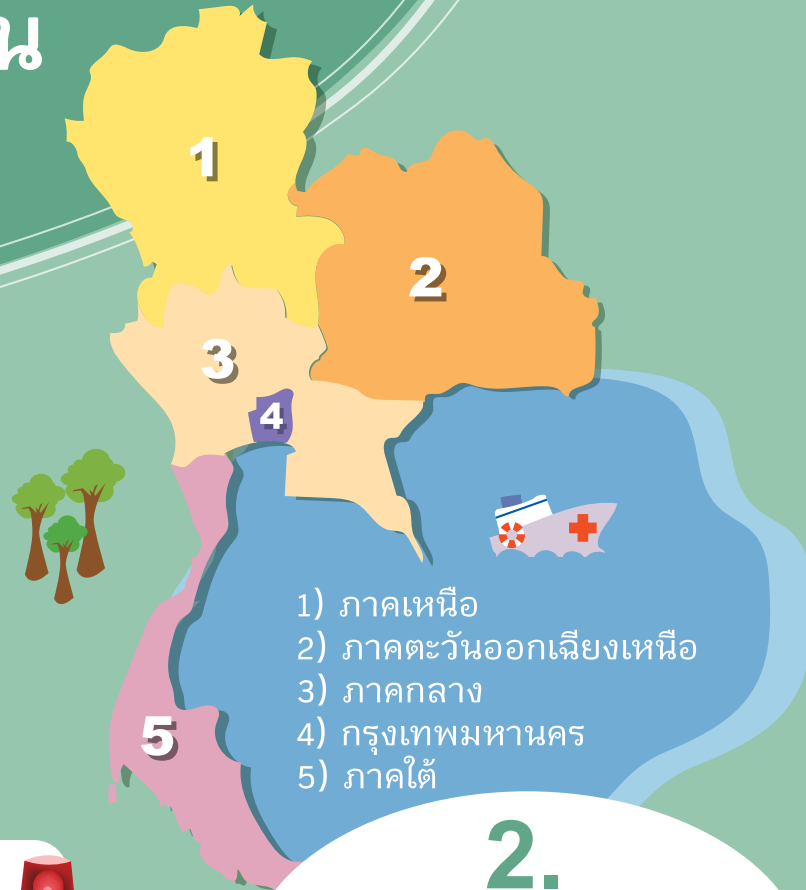 น
1
2
3
4
5
1) ภาคเหนือ
2) ภาคตะวันออกเฉียงเหนือ
3) ภาคกลาง
4) กรุงเทพมหานคร
5) ภาคใต้
2.